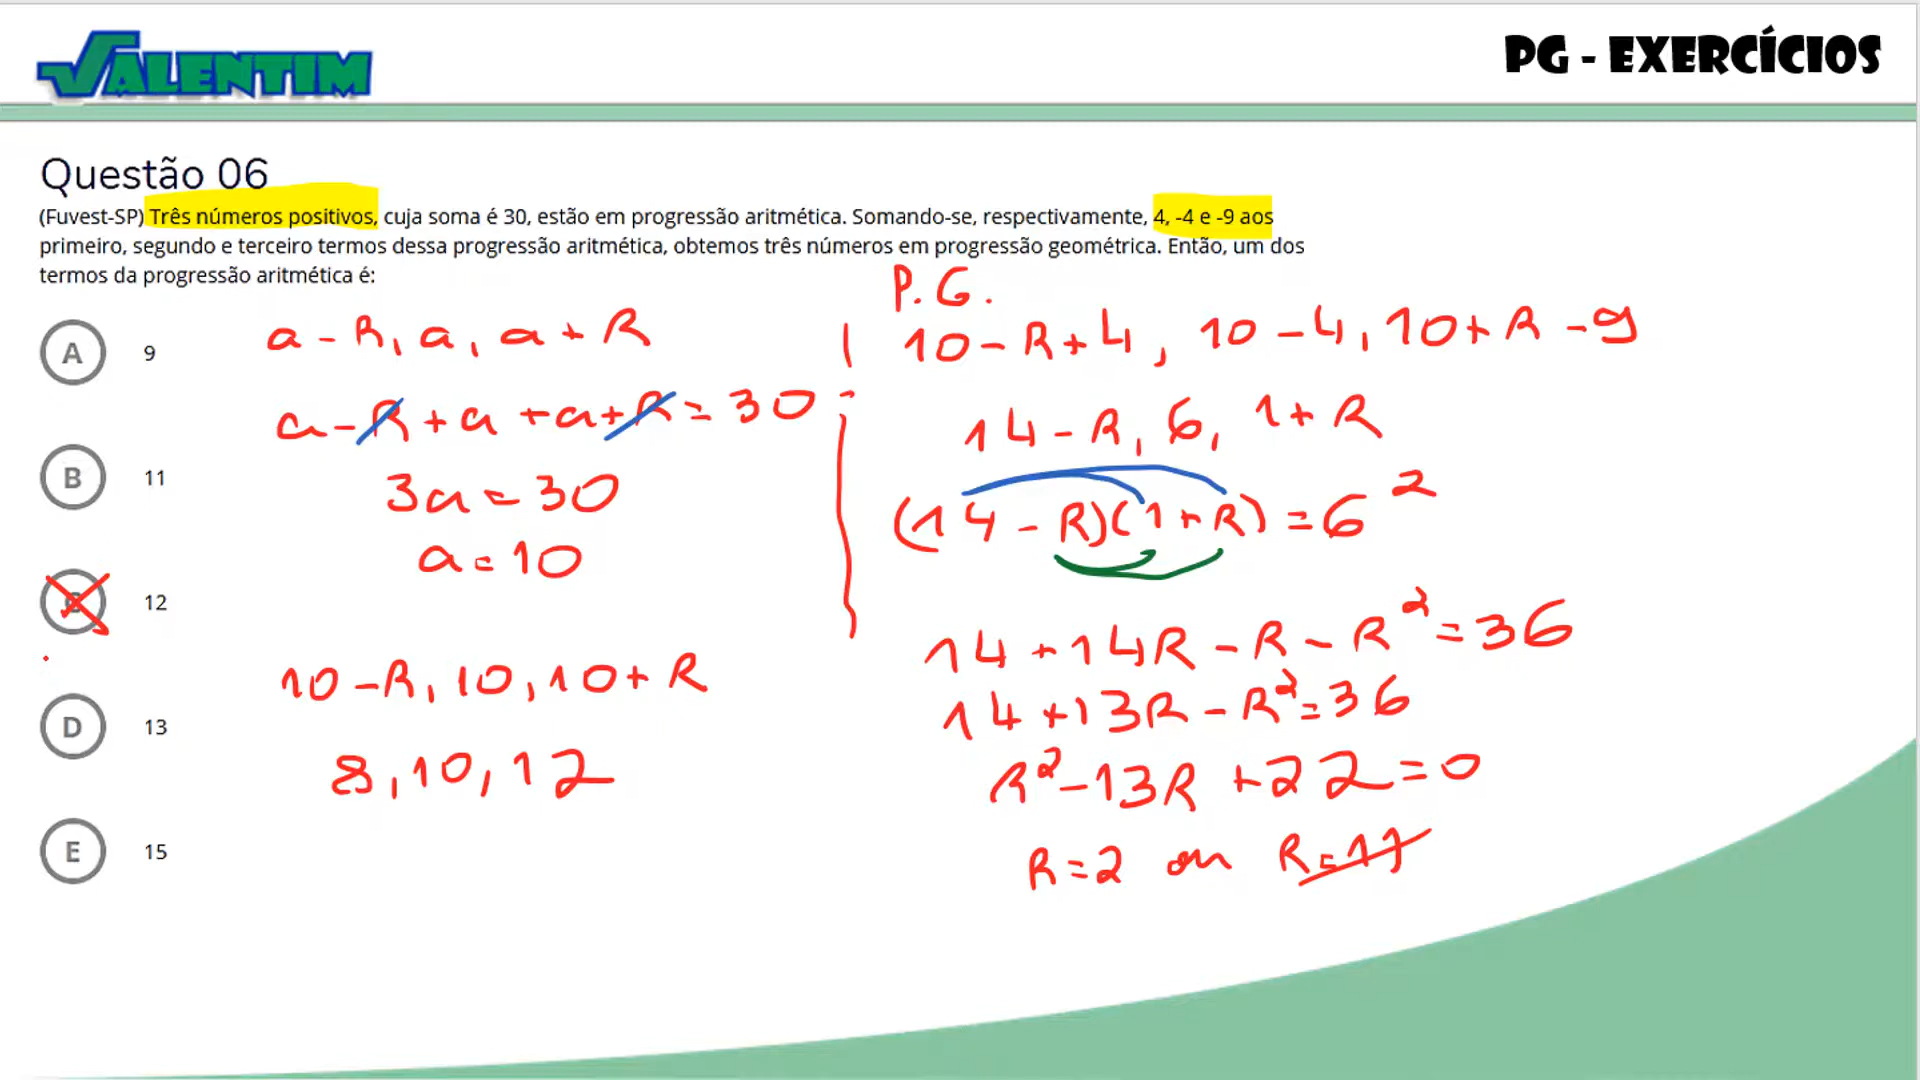 VALENTIM
PG - EXERCÍCIOS
Questão 06
(Fuvest-SP) Três números positivos, cuja soma é 30, estão em progressão aritmética. Somando-se, respectivamente, 4, -4 e -9 aos
primeiro, segundo e terceiro termos dessa progressão aritmética, obtemos três números em progressão geométrica. Então, um dos
termos da progressão aritmética é:
A 9
B 11
C 12
D 13
E 15
a - R, a, a + R
a - R + a + a + R = 30
3a = 30
a = 10
10 - R, 10, 10 + R
8, 10, 12
P.G.
10 - R + 4, 10 - 4, 10 + R - 9
14 - R, 6, 1 + R
(14 - R)(1 + R) = 6²
14 + 14R - R - R² = 36
14 + 13R - R² = 36
R² - 13R + 22 = 0
R = 2 ou R = 11